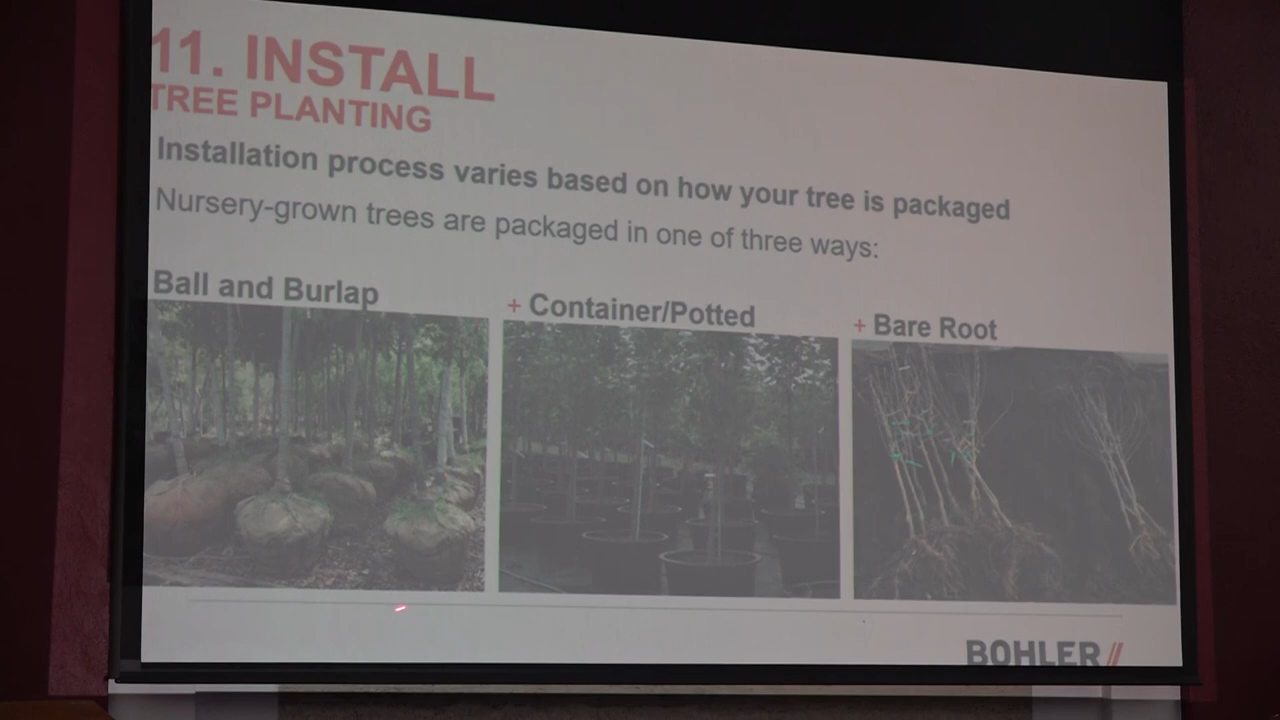 11. INSTALL
TREE PLANTING
Installation process varies based on how your tree is packaged
Nursery-grown trees are packaged in one of three ways:
Ball and Burlap
+ Container/Potted
+ Bare Root
BOHLER//